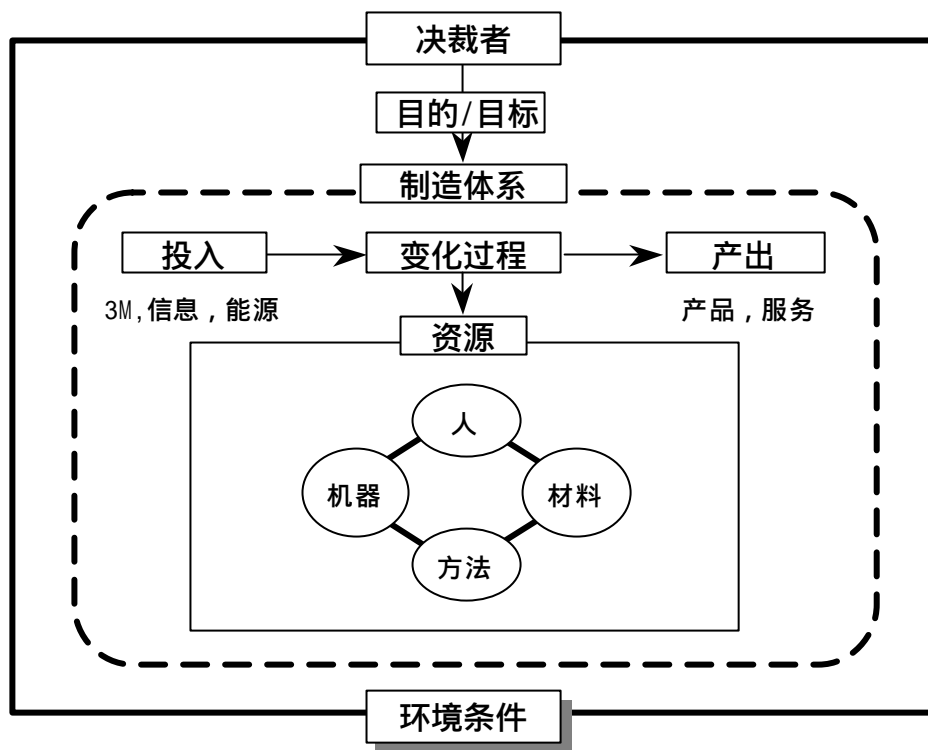 决裁者
目的/目标
制造体系
投入
变化过程
产出
3M,信息，能源
产品，服务
资源
人
机器
材料
方法
环境条件